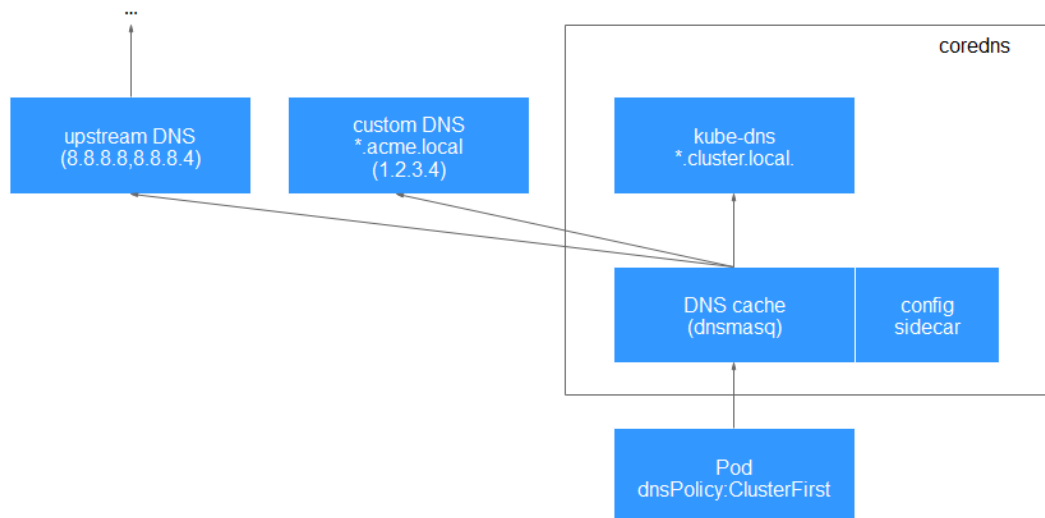 ...
coredns
upstream DNS
(8.8.8.8,8.8.8.4)
custom DNS
*.acme.local
(1.2.3.4)
kube-dns
*.cluster.local.
DNS cache
(dnsmasq)
config
sidecar
Pod
dnsPolicy:ClusterFirst